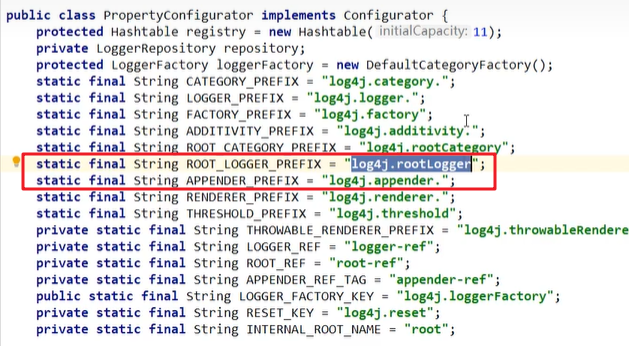 public class PropertyConfigurator implements Configurator {
protected Hashtable registry = new Hashtable( initialCapacity: 11);
private LoggerRepository repository;
protected LoggerFactory loggerFactory = new DefaultCategoryFactory();
static final String CATEGORY_PREFIX = "log4j.category.";
static final String LOGGER_PREFIX = "log4j.logger.";
static final String FACTORY_PREFIX = "log4j.factory";
static final String ADDITIVITY_PREFIX = "log4j.additivity.";
static final String ROOT_CATEGORY_PREFIX = "log4j.rootCategory";
static final String ROOT_LOGGER_PREFIX = "log4j.rootLogger";
static final String APPENDER_PREFIX = "log4j.appender.";
static final String RENDERER_PREFIX = "log4j.renderer.";
static final String THRESHOLD_PREFIX = "log4j.threshold";
private static final String THROWABLE_RENDERER_PREFIX = "log4j.throwableRendere
private static final String LOGGER_REF = "logger-ref";
private static final String ROOT_REF = "root-ref";
private static final String APPENDER_REF_TAG = "appender-ref";
public static final String LOGGER_FACTORY_KEY = "log4j.loggerFactory";
private static final String RESET_KEY = "log4j.reset";
private static final String INTERNAL_ROOT_NAME = "root";